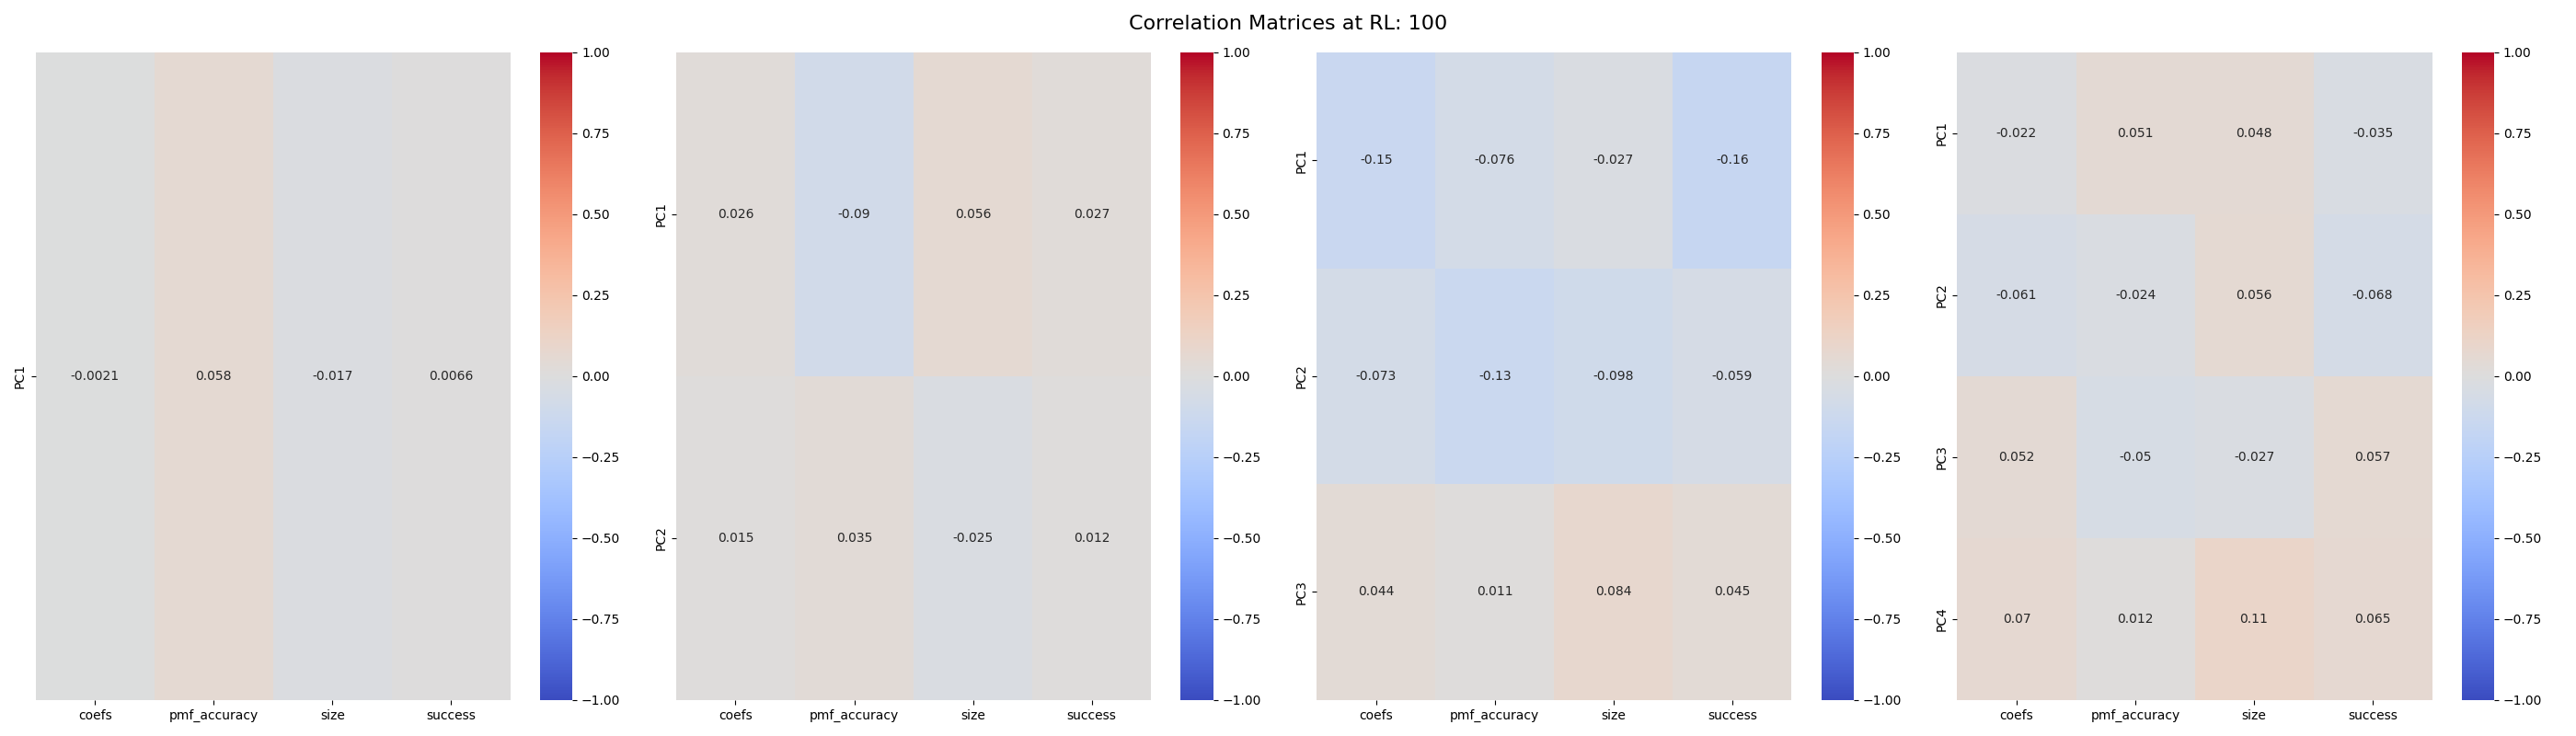 Correlation Matrices at RL: 100
PC1
-0.0021 0.058 -0.017 0.0066
coefs pmf_accuracy size success
1.00
0.75
0.50
0.25
0.00
−0.25
−0.50
−0.75
−1.00
PC1
0.026 -0.09 0.056 0.027
PC2
0.015 0.035 -0.025 0.012
coefs pmf_accuracy size success
1.00
0.75
0.50
0.25
0.00
−0.25
−0.50
−0.75
−1.00
PC1
-0.15 -0.076 -0.027 -0.16
PC2
-0.073 -0.13 -0.098 -0.059
PC3
0.044 0.011 0.084 0.045
coefs pmf_accuracy size success
1.00
0.75
0.50
0.25
0.00
−0.25
−0.50
−0.75
−1.00
PC1
-0.022 0.051 0.048 -0.035
PC2
-0.061 -0.024 0.056 -0.068
PC3
0.052 -0.05 -0.027 0.057
PC4
0.07 0.012 0.11 0.065
coefs pmf_accuracy size success
1.00
0.75
0.50
0.25
0.00
−0.25
−0.50
−0.75
−1.00